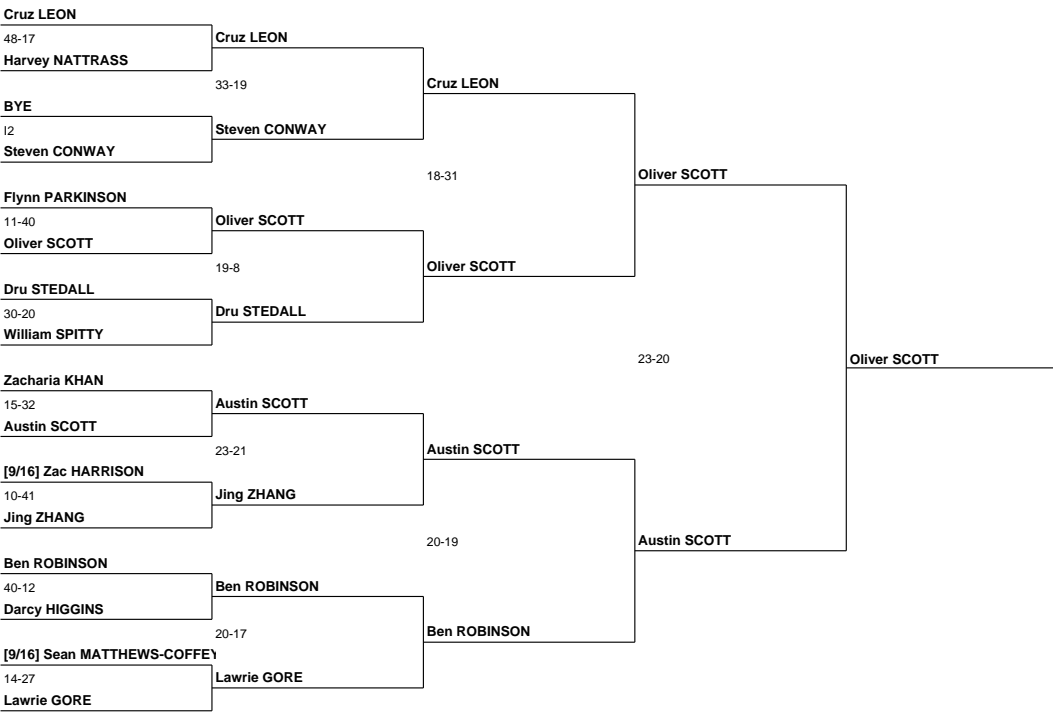 Cruz LEON
48-17
Harvey NATTRASS
BYE
I2
Steven CONWAY
Flynn PARKINSON
11-40
Oliver SCOTT
Dru STEDALL
30-20
William SPITTY
Zacharia KHAN
15-32
Austin SCOTT
[9/16] Zac HARRISON
10-41
Jing ZHANG
Ben ROBINSON
40-12
Darcy HIGGINS
[9/16] Sean MATTHEWS-COFFEY
14-27
Lawrie GORE
Cruz LEON
33-19
Steven CONWAY
Oliver SCOTT
19-8
Dru STEDALL
Austin SCOTT
23-21
Jing ZHANG
Ben ROBINSON
20-17
Lawrie GORE
Cruz LEON
18-31
Oliver SCOTT
Austin SCOTT
20-19
Ben ROBINSON
Oliver SCOTT
23-20
Austin SCOTT
Oliver SCOTT